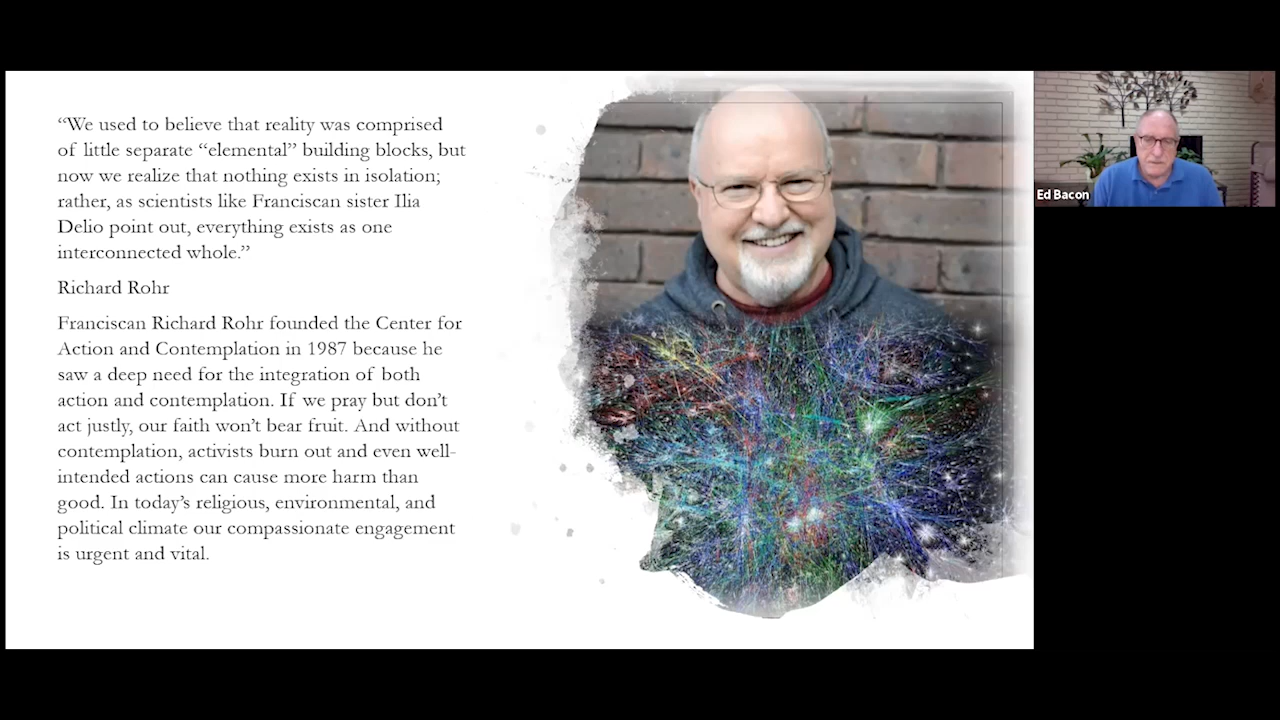 “We used to believe that reality was comprised
of little separate “elemental” building blocks, but
now we realize that nothing exists in isolation;
rather, as scientists like Franciscan sister Ilia
Delio point out, everything exists as one
interconnected whole.”
Richard Rohr
Franciscan Richard Rohr founded the Center for
Action and Contemplation in 1987 because he
saw a deep need for the integration of both
action and contemplation. If we pray but don’t
act justly, our faith won’t bear fruit. And without
contemplation, activists burn out and even well-
intended actions can cause more harm than
good. In today’s religious, environmental, and
political climate our compassionate engagement
is urgent and vital.
Ed Bacon